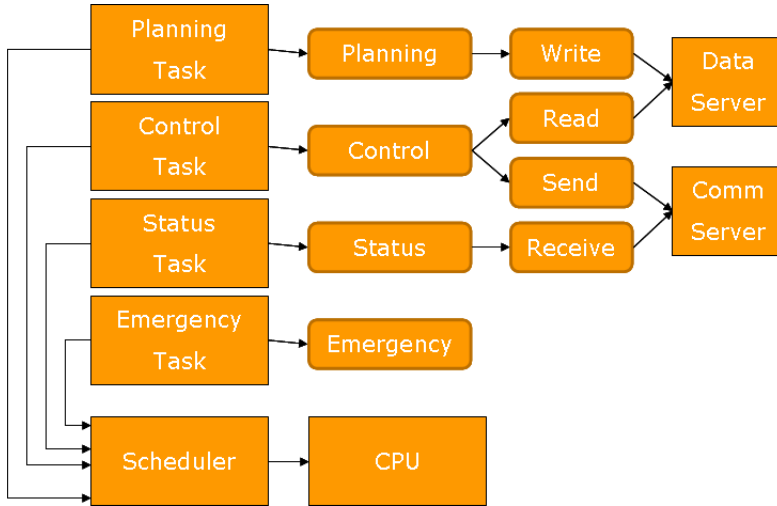 Planning
Task
Planning
Write
Data
Server
Control
Task
Control
Read
Send
Comm
Server
Status
Task
Status
Receive
Emergency
Task
Emergency
Scheduler
CPU